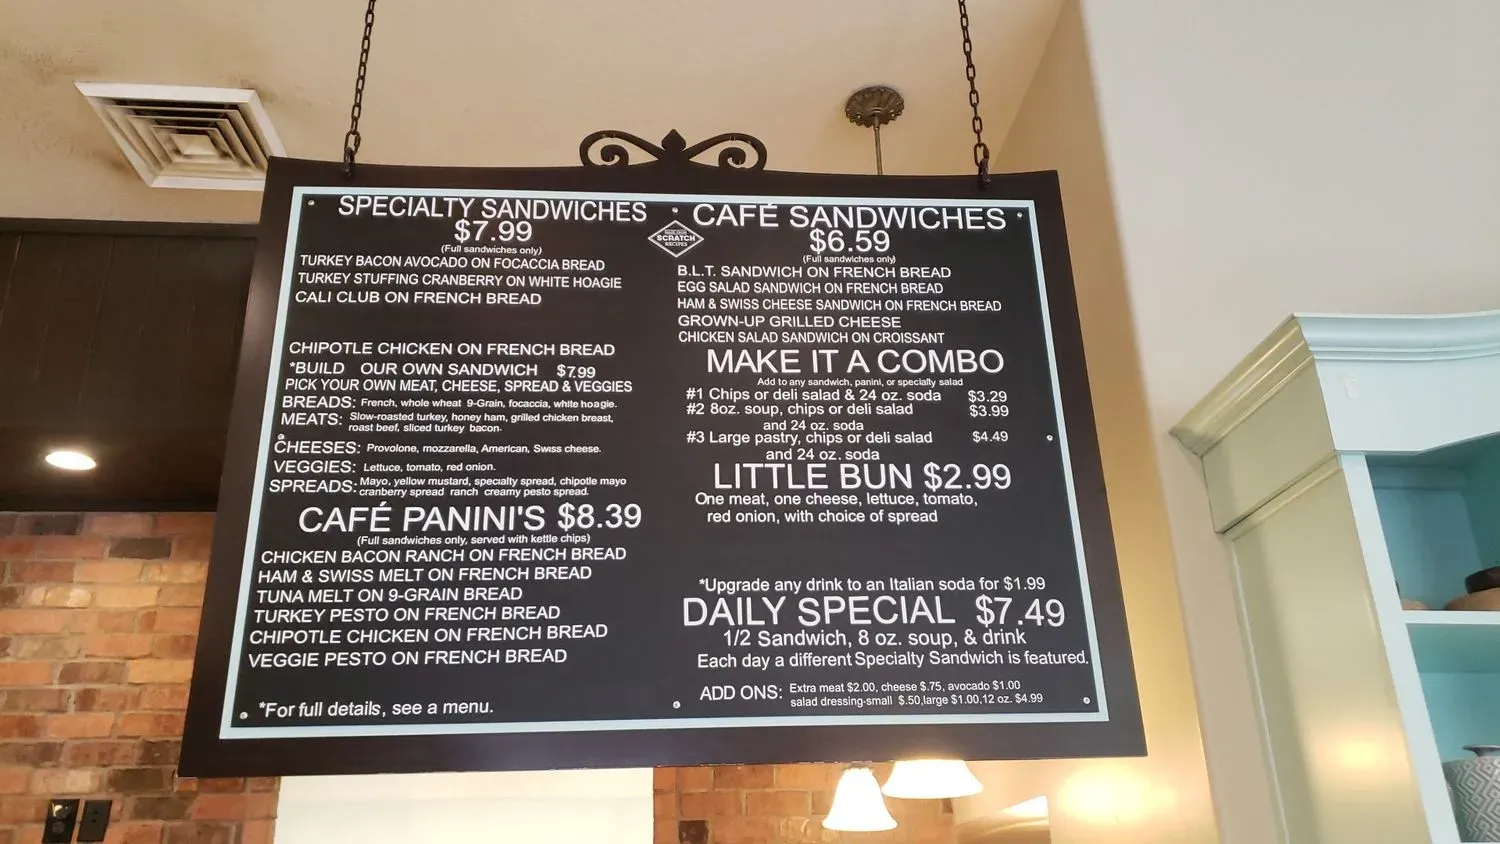 SPECIALTY SANDWICHES
$7.99
(Full sandwiches only)
TURKEY BACON AVOCADO ON FOCACCIA BREAD
TURKEY STUFFING CRANBERRY ON WHITE HOAGIE
CALI CLUB ON FRENCH BREAD
CHIPOTLE CHICKEN ON FRENCH BREAD
*BUILD OUR OWN SANDWICH $7.99
PICK YOUR OWN MEAT, CHEESE, SPREAD & VEGGIES
BREADS: French, whole wheat 9-Grain, focaccia, white hoagie.
MEATS: Slow-roasted turkey, honey ham, grilled chicken breast,
roast beef, sliced turkey bacon.
CHEESES: Provolone, mozzarella, American, Swiss cheese.
VEGGIES: Lettuce, tomato, red onion.
SPREADS: Mayo, yellow mustard, specialty spread, chipotle mayo
cranberry spread ranch creamy pesto spread.
CAFÉ PANINI'S $8.39
(Full sandwiches only, served with kettle chips)
CHICKEN BACON RANCH ON FRENCH BREAD
HAM & SWISS MELT ON FRENCH BREAD
TUNA MELT ON 9-GRAIN BREAD
TURKEY PESTO ON FRENCH BREAD
CHIPOTLE CHICKEN ON FRENCH BREAD
VEGGIE PESTO ON FRENCH BREAD
*For full details, see a menu.
MADE FROM
SCRATCH
RECIPES
CAFÉ SANDWICHES
$6.59
(Full sandwiches only)
B.L.T. SANDWICH ON FRENCH BREAD
EGG SALAD SANDWICH ON FRENCH BREAD
HAM & SWISS CHEESE SANDWICH ON FRENCH BREAD
GROWN-UP GRILLED CHEESE
CHICKEN SALAD SANDWICH ON CROISSANT
MAKE IT A COMBO
Add to any sandwich, panini, or specialty salad
#1 Chips or deli salad & 24 oz. soda $3.29
#2 8oz. soup, chips or deli salad $3.99
and 24 oz. soda
#3 Large pastry, chips or deli salad $4.49
and 24 oz. soda
LITTLE BUN $2.99
One meat, one cheese, lettuce, tomato,
red onion, with choice of spread
*Upgrade any drink to an Italian soda for $1.99
DAILY SPECIAL $7.49
1/2 Sandwich, 8 oz. soup, & drink
Each day a different Specialty Sandwich is featured.
ADD ONS: Extra meat $2.00, cheese $.75, avocado $1.00
salad dressing-small $.50,large $1.00,12 oz. $4.99